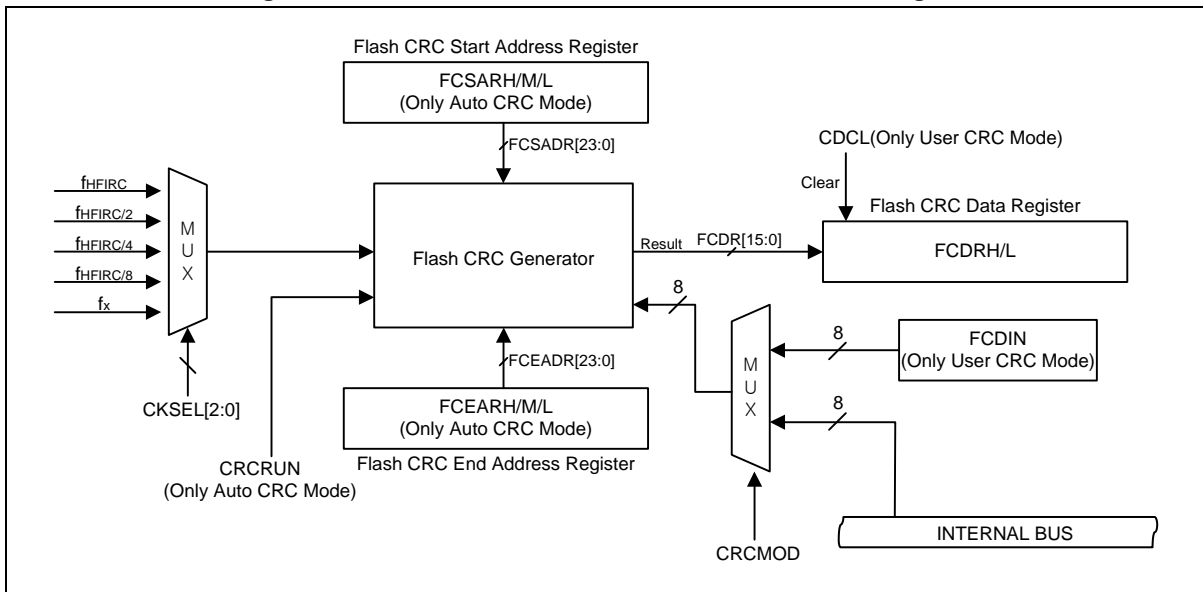 Flash CRC Start Address Register
FCSARH/M/L
(Only Auto CRC Mode)
FCSADR[23:0]
CDCL(Only User CRC Mode)
Clear
Flash CRC Data Register
fHFIRC
fHFIRC/2
fHFIRC/4
fHFIRC/8
fx
MUX
CKSEL[2:0]
Flash CRC Generator
Result
FCDR[15:0]
FCDRH/L
8
8
FCDIN
(Only User CRC Mode)
MUX
8
FCEADR[23:0]
FCEARH/M/L
(Only Auto CRC Mode)
Flash CRC End Address Register
CRCRUN
(Only Auto CRC Mode)
CRCMOD
INTERNAL BUS